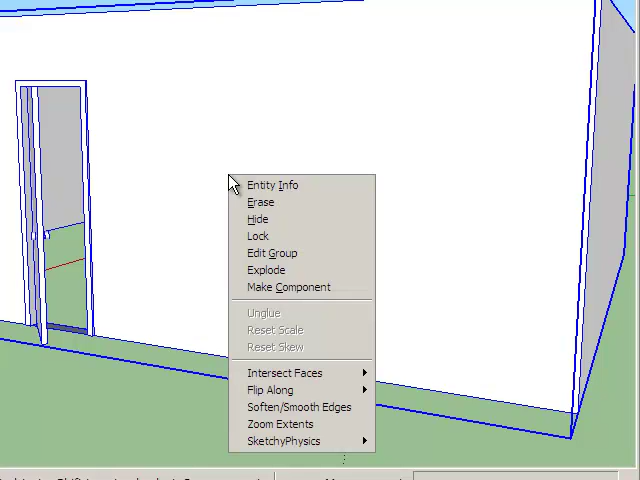 Entity Info
Erase
Hide
Lock
Edit Group
Explode
Make Component
Unglue
Reset Scale
Reset Skew
Intersect Faces
Flip Along
Soften/Smooth Edges
Zoom Extents
SketchyPhysics